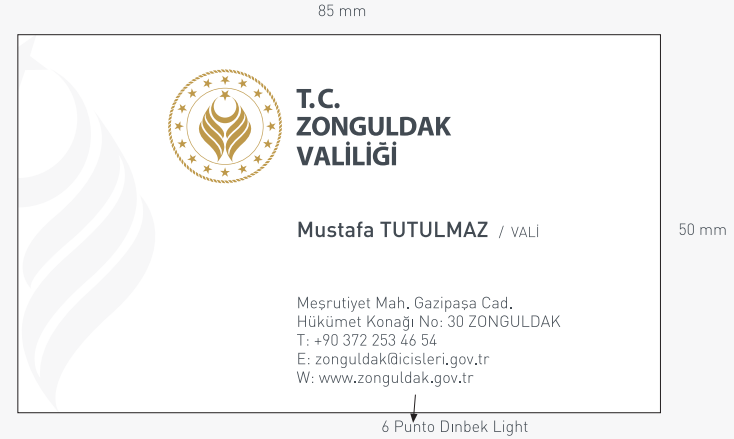 85 mm
T.C.
ZONGULDAK
VALİLİĞİ
Mustafa TUTULMAZ / VALİ
50 mm
Meşrutiyet Mah. Gazipaşa Cad.
Hükümet Konağı No: 30 ZONGULDAK
T: +90 372 253 46 54
E: zonguldak@icisleri.gov.tr
W: www.zonguldak.gov.tr
6 Punto Dınbek Light